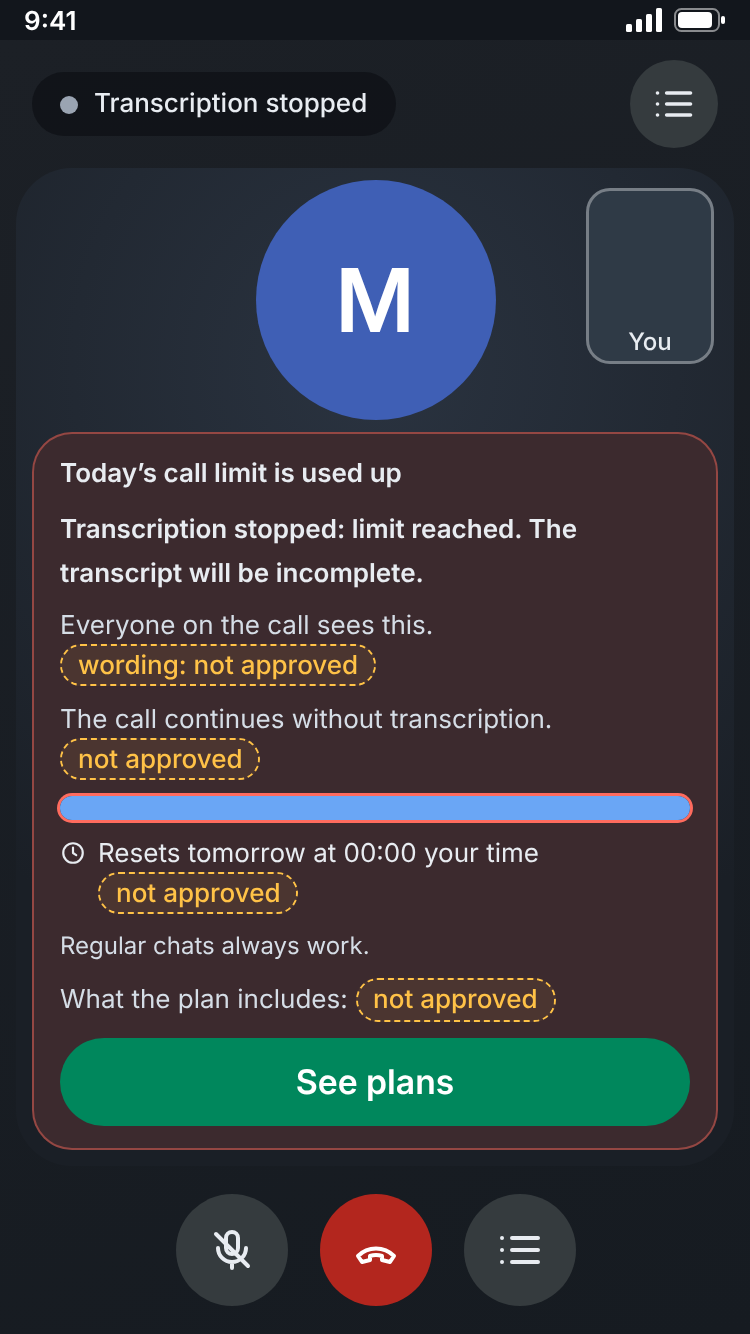 9:41
Transcription stopped
M
You
Today’s call limit is used up
Transcription stopped: limit reached. The
transcript will be incomplete.
Everyone on the call sees this.
wording: not approved
The call continues without transcription.
not approved
Resets tomorrow at 00:00 your time
not approved
Regular chats always work.
What the plan includes: not approved
See plans